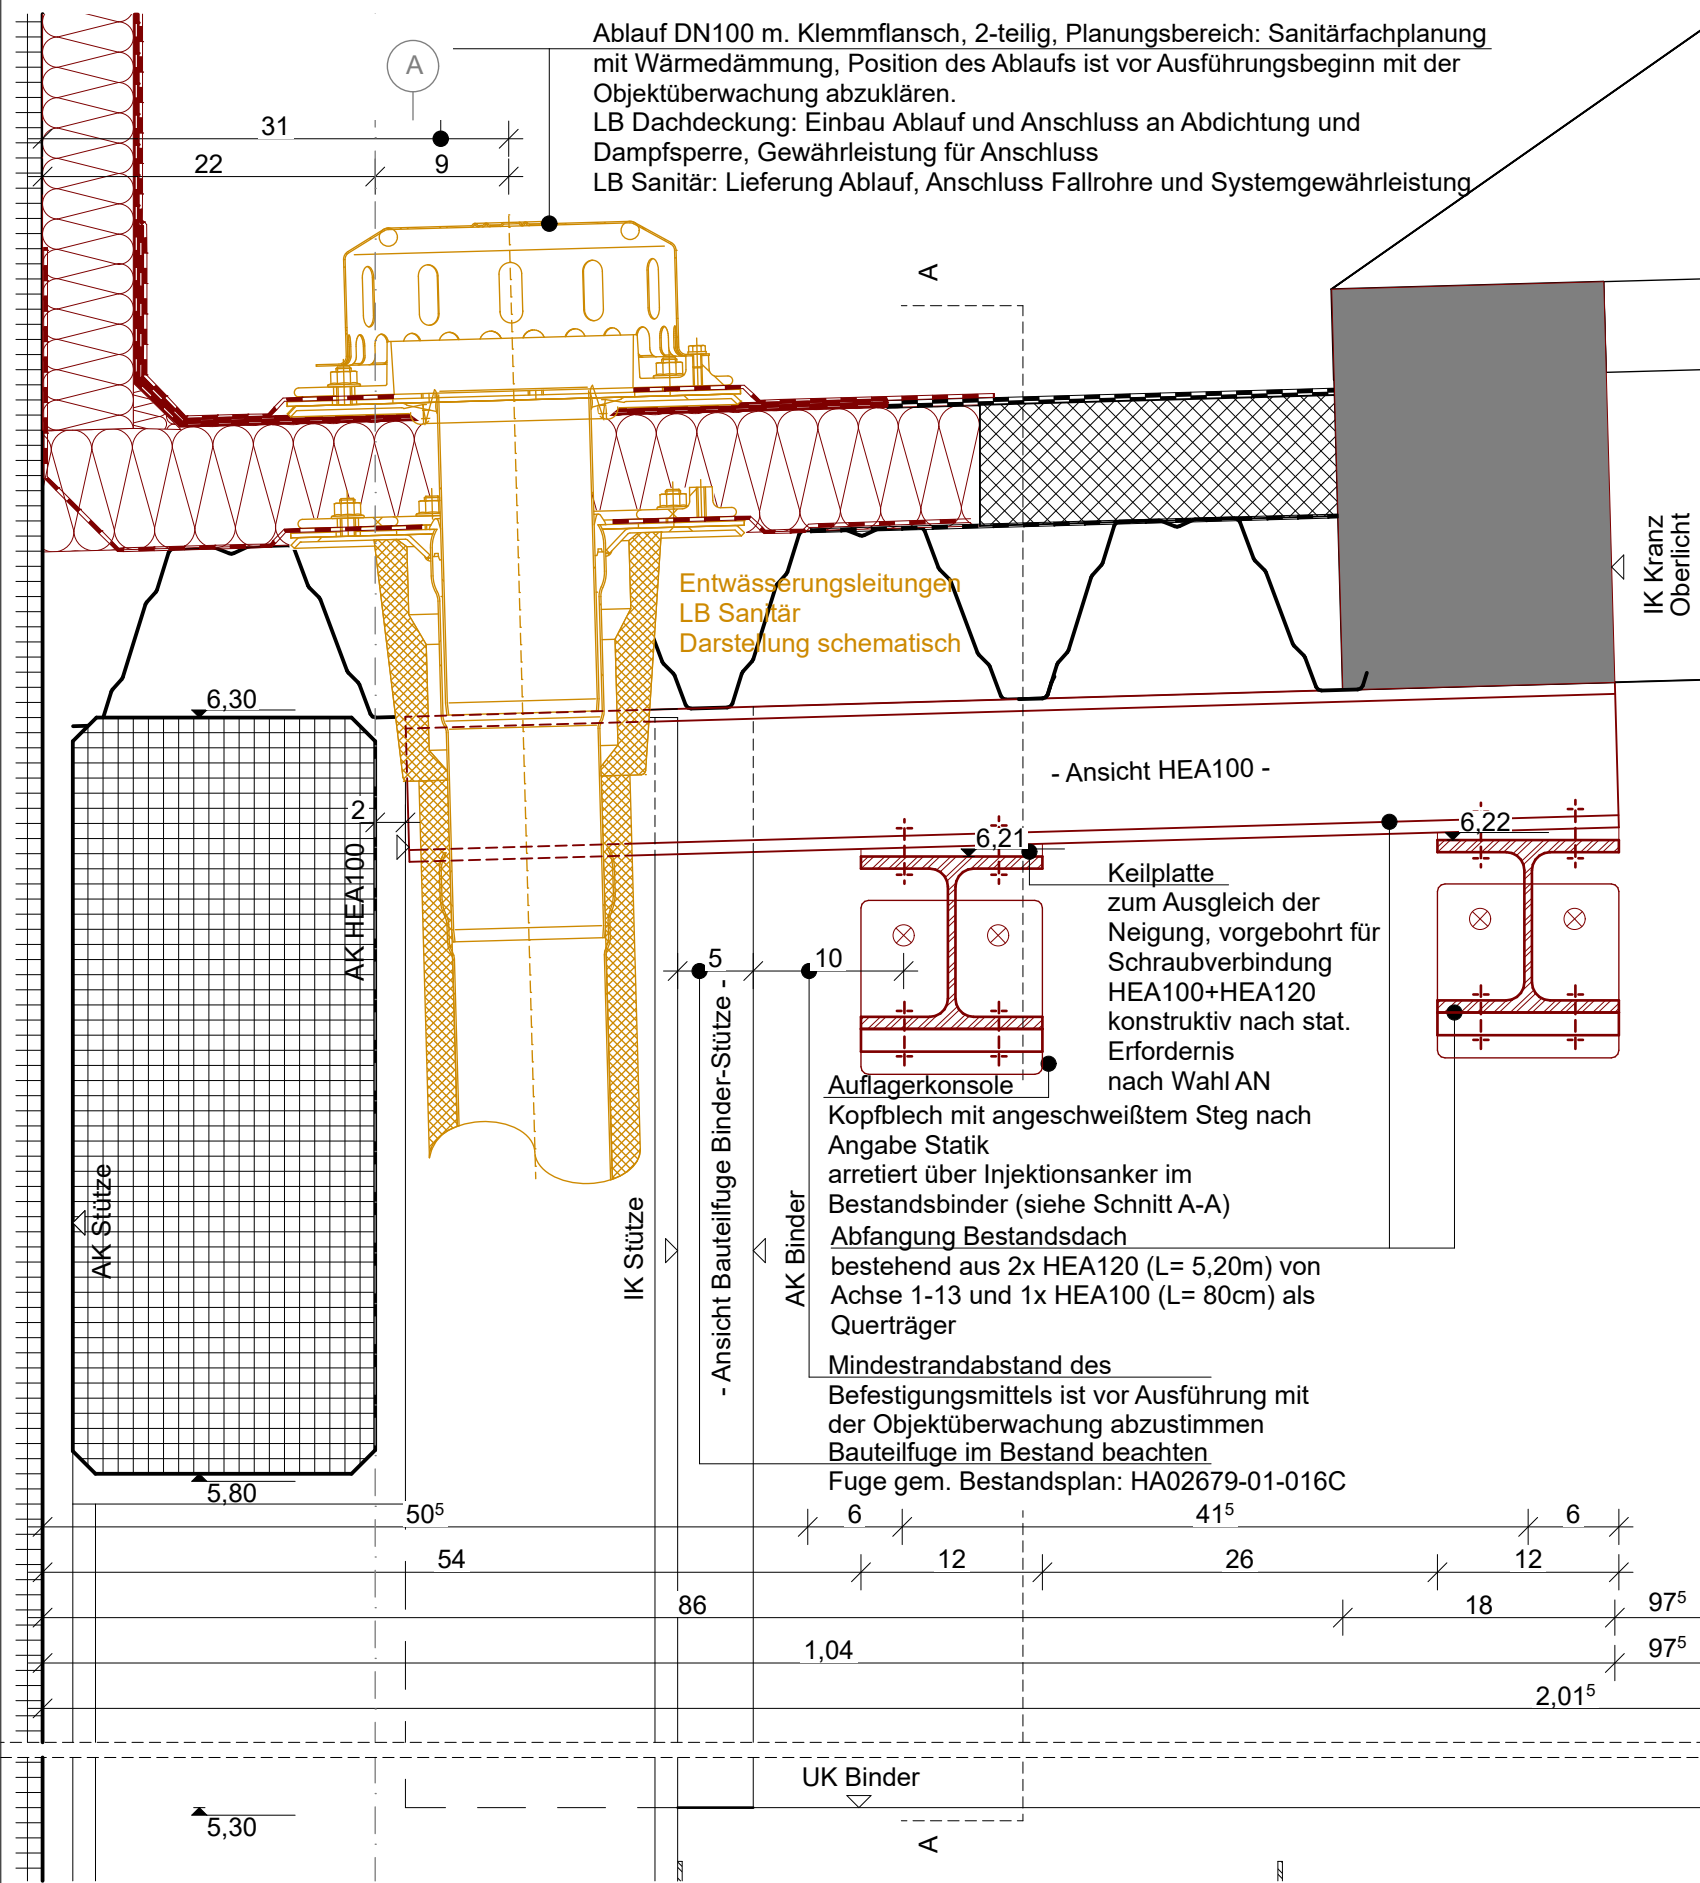 Ablauf DN100 m. Klemmflansch, 2-teilig, Planungsbereich: Sanitärfachplanung
mit Wärmedämmung, Position des Ablaufs ist vor Ausführungsbeginn mit der
Objektüberwachung abzuklären.
LB Dachdeckung: Einbau Ablauf und Anschluss an Abdichtung und
Dampfsperre, Gewährleistung für Anschluss
LB Sanitär: Lieferung Ablauf, Anschluss Fallrohre und Systemgewährleistung
A
31
22
9
A
IK Kranz
Oberlicht
Entwässerungsleitungen
LB Sanitär
Darstellung schematisch
6,30
- Ansicht HEA100 -
2
AK HEA100
6,21
6,22
Keilplatte
zum Ausgleich der
Neigung, vorgebohrt für
Schraubverbindung
HEA100+HEA120
konstruktiv nach stat.
Erfordernis
nach Wahl AN
5
10
- Ansicht Bauteilfuge Binder-Stütze -
Auflagerkonsole
Kopfblech mit angeschweißtem Steg nach
Angabe Statik
arretiert über Injektionsanker im
Bestandsbinder (siehe Schnitt A-A)
AK Stütze
IK Stütze
AK Binder
Abfangung Bestandsdach
bestehend aus 2x HEA120 (L= 5,20m) von
Achse 1-13 und 1x HEA100 (L= 80cm) als
Querträger
Mindestrandabstand des
Befestigungsmittels ist vor Ausführung mit
der Objektüberwachung abzustimmen
Bauteilfuge im Bestand beachten
Fuge gem. Bestandsplan: HA02679-01-016C
5,80
50⁵
6
41⁵
6
54
12
26
12
86
18
97⁵
1,04
97⁵
2,01⁵
UK Binder
5,30
A